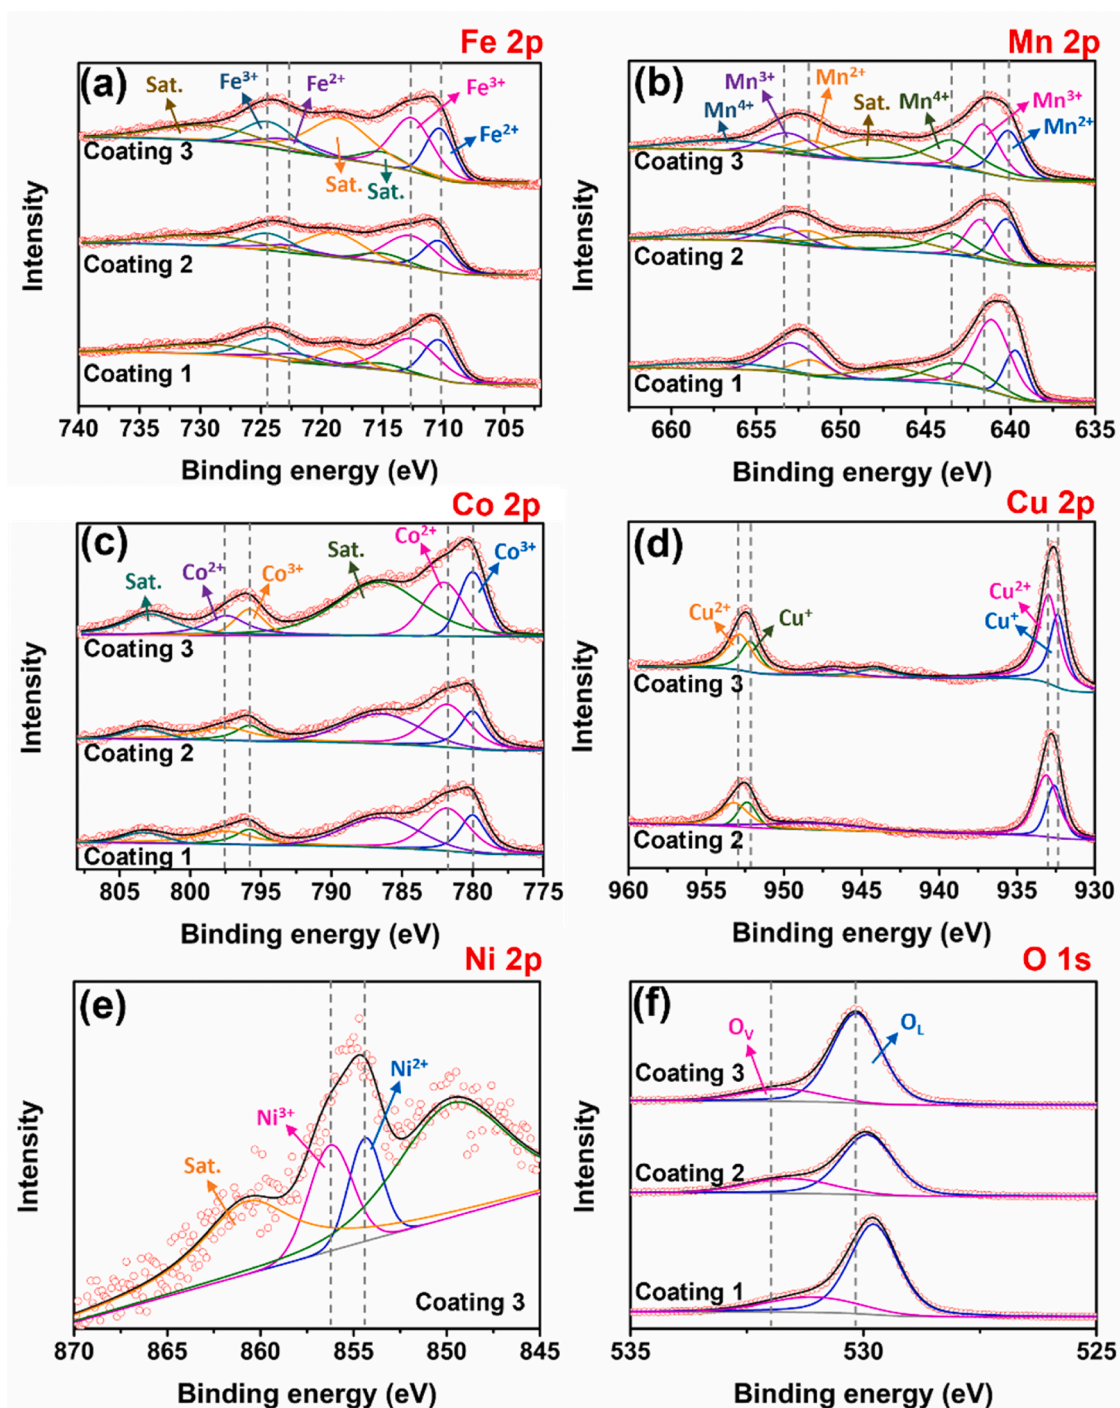 Fe 2p
(a)
Sat.
Fe3+
Fe2+
Fe3+
Fe2+
Sat.
Sat.
Coating 3
Coating 2
Coating 1
Intensity
740 735 730 725 720 715 710 705
Binding energy (eV)
Mn 2p
(b)
Mn4+
Mn3+
Mn2+
Sat.
Mn4+
Mn3+
Mn2+
Coating 3
Coating 2
Coating 1
Intensity
660 655 650 645 640 635
Binding energy (eV)
Co 2p
(c)
Sat.
Co2+
Co3+
Sat.
Co2+
Co3+
Coating 3
Coating 2
Coating 1
Intensity
805 800 795 790 785 780 775
Binding energy (eV)
Cu 2p
(d)
Cu2+
Cu+
Cu2+
Cu+
Coating 3
Coating 2
Intensity
960 955 950 945 940 935 930
Binding energy (eV)
Ni 2p
(e)
Sat.
Ni3+
Ni2+
Coating 3
Intensity
870 865 860 855 850 845
Binding energy (eV)
O 1s
(f)
OV
OL
Coating 3
Coating 2
Coating 1
Intensity
535 530 525
Binding energy (eV)